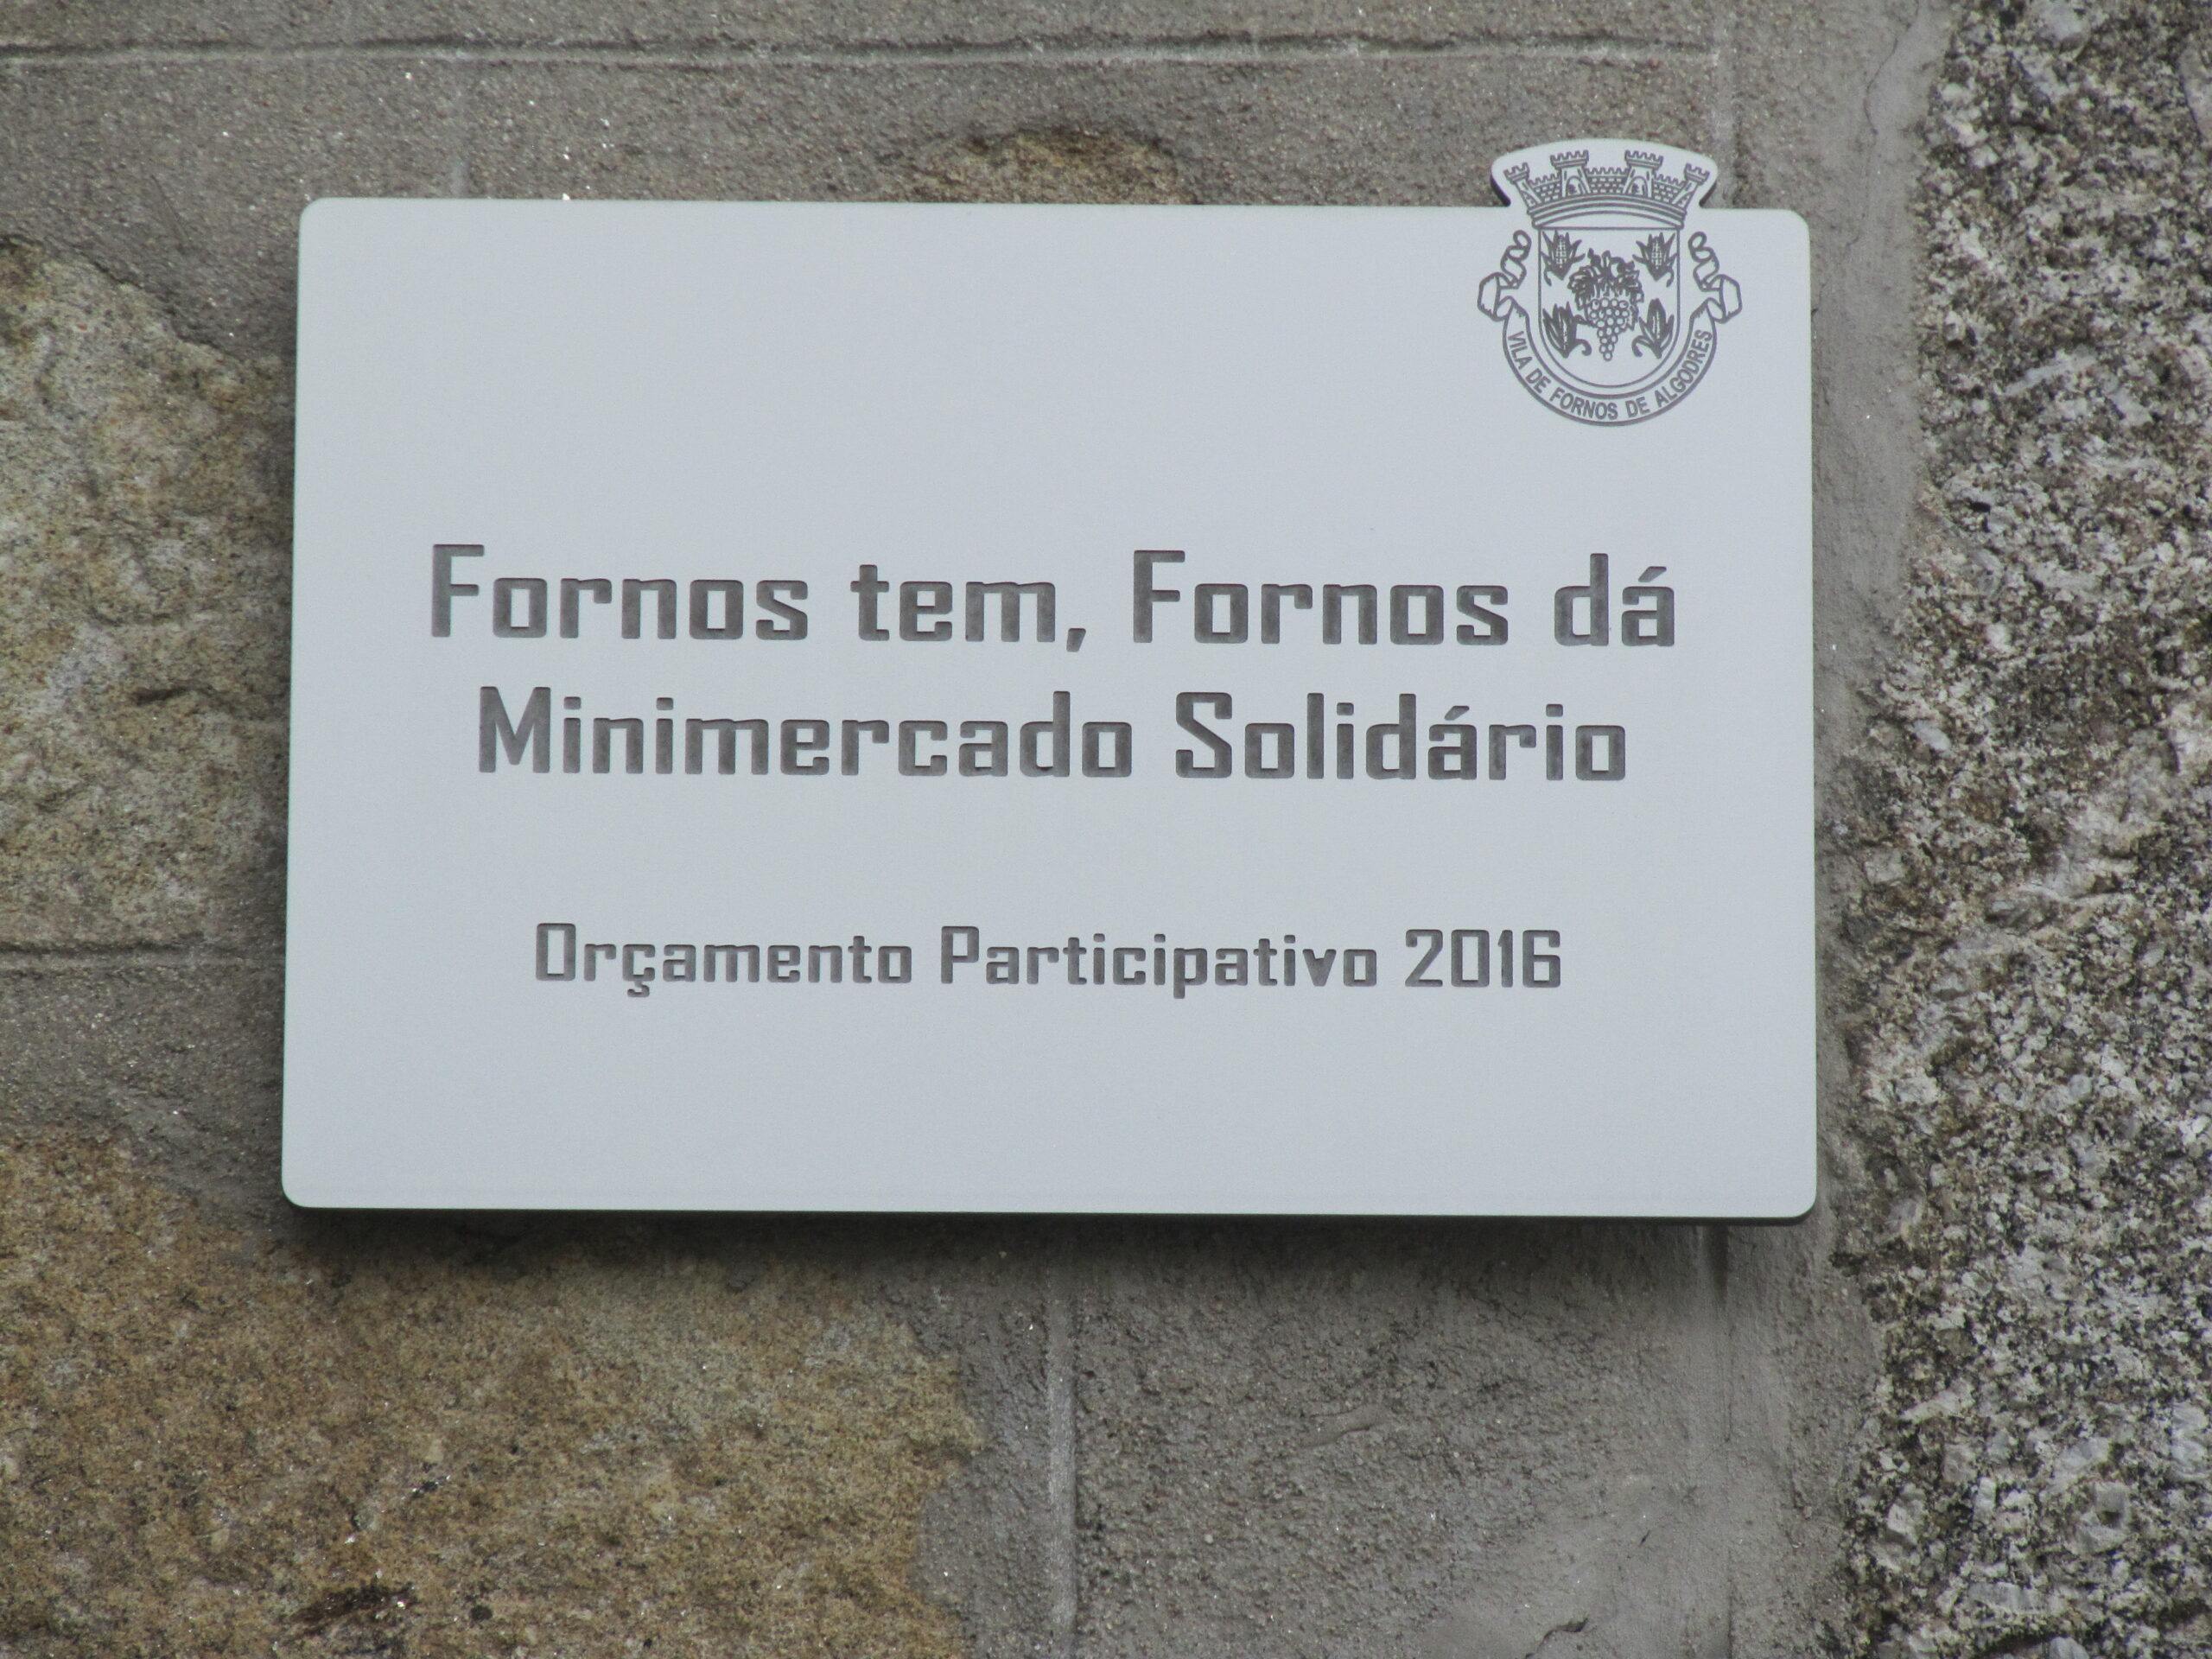 VILA DE FORNOS DE ALGODRES
Fornos tem, Fornos dá
Minimercado Solidário
Orçamento Participativo 2016